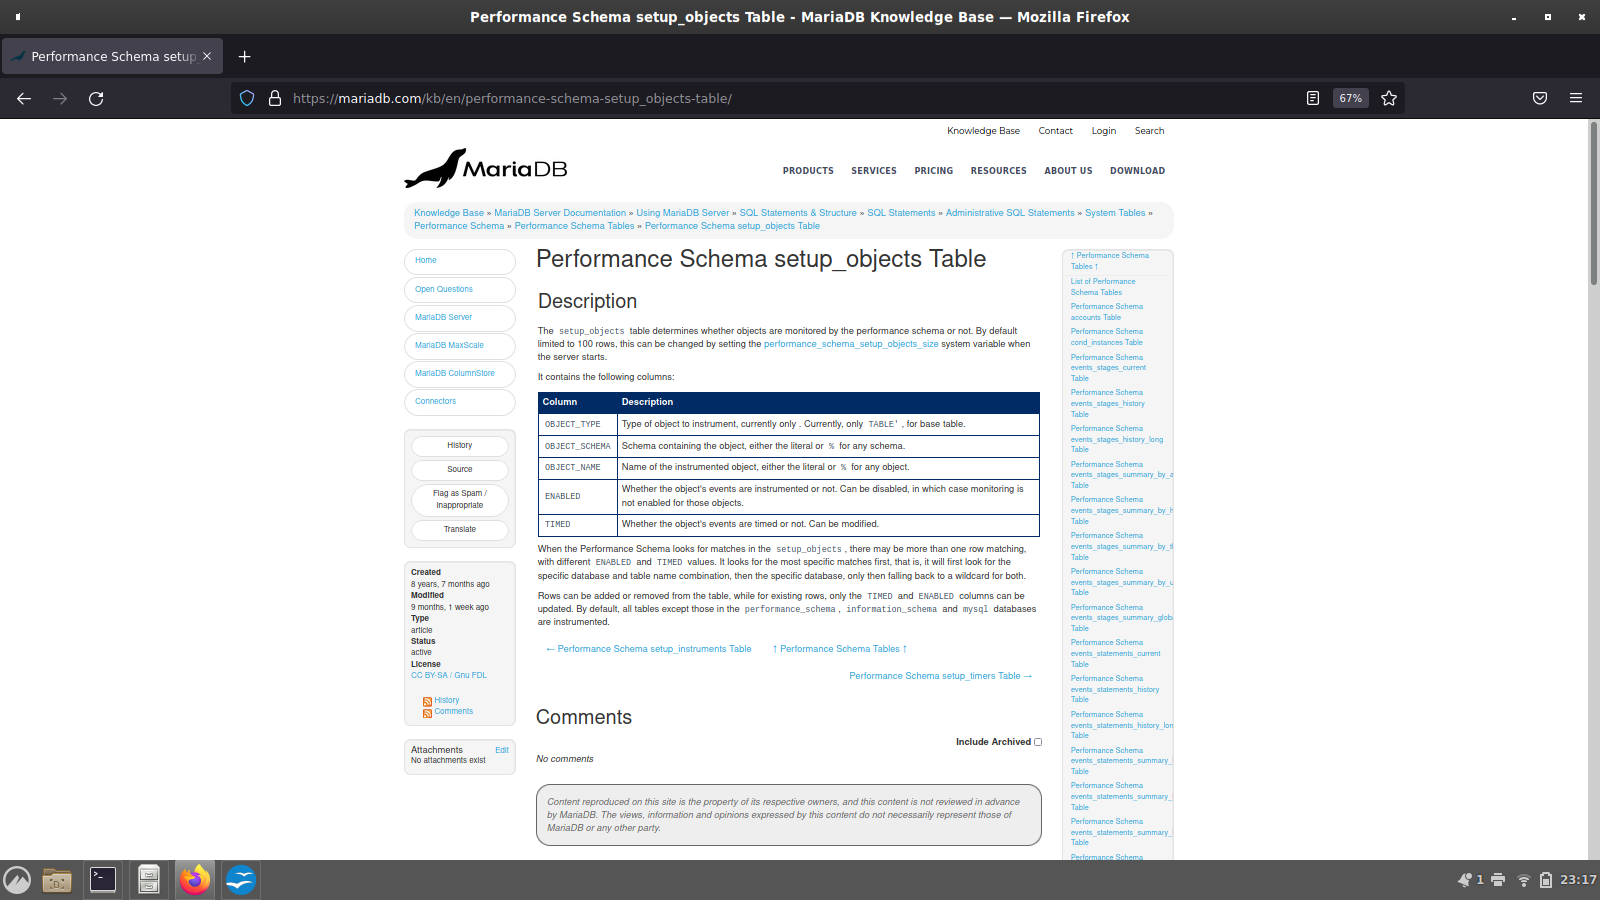 Performance Schema setup_objects Table - MariaDB Knowledge Base — Mozilla Firefox
Performance Schema setup_
https://mariadb.com/kb/en/performance-schema-setup_objects-table/
67%
Knowledge Base Contact Login Search
MariaDB
PRODUCTS SERVICES PRICING RESOURCES ABOUT US DOWNLOAD
Knowledge Base » MariaDB Server Documentation » Using MariaDB Server » SQL Statements & Structure » SQL Statements » Administrative SQL Statements » System Tables »
Performance Schema » Performance Schema Tables » Performance Schema setup_objects Table
Home
Open Questions
MariaDB Server
MariaDB MaxScale
MariaDB ColumnStore
Connectors
History
Source
Flag as Spam /
Inappropriate
Translate
Created
8 years, 7 months ago
Modified
9 months, 1 week ago
Type
article
Status
active
License
CC BY-SA / Gnu FDL
History
Comments
Attachments Edit
No attachments exist
Performance Schema setup_objects Table
Description
The setup_objects table determines whether objects are monitored by the performance schema or not. By default
limited to 100 rows, this can be changed by setting the performance_schema_setup_objects_size system variable when
the server starts.
It contains the following columns:
Column Description
OBJECT_TYPE Type of object to instrument, currently only . Currently, only TABLE' , for base table.
OBJECT_SCHEMA Schema containing the object, either the literal or % for any schema.
OBJECT_NAME Name of the instrumented object, either the literal or % for any object.
ENABLED Whether the object's events are instrumented or not. Can be disabled, in which case monitoring is
not enabled for those objects.
TIMED Whether the object's events are timed or not. Can be modified.
When the Performance Schema looks for matches in the setup_objects , there may be more than one row matching,
with different ENABLED and TIMED values. It looks for the most specific matches first, that is, it will first look for the
specific database and table name combination, then the specific database, only then falling back to a wildcard for both.
Rows can be added or removed from the table, while for existing rows, only the TIMED and ENABLED columns can be
updated. By default, all tables except those in the performance_schema , information_schema and mysql databases
are instrumented.
← Performance Schema setup_instruments Table ↑ Performance Schema Tables ↑
Performance Schema setup_timers Table →
Comments
Include Archived
No comments
Content reproduced on this site is the property of its respective owners, and this content is not reviewed in advance
by MariaDB. The views, information and opinions expressed by this content do not necessarily represent those of
MariaDB or any other party.
↑ Performance Schema
Tables ↑
List of Performance
Schema Tables
Performance Schema
accounts Table
Performance Schema
cond_instances Table
Performance Schema
events_stages_current
Table
Performance Schema
events_stages_history
Table
Performance Schema
events_stages_history_long
Table
Performance Schema
events_stages_summary_by_a
Table
Performance Schema
events_stages_summary_by_h
Table
Performance Schema
events_stages_summary_by_t
Table
Performance Schema
events_stages_summary_by_u
Table
Performance Schema
events_stages_summary_glob
Table
Performance Schema
events_statements_current
Table
Performance Schema
events_statements_history
Table
Performance Schema
events_statements_history_lon
Table
Performance Schema
events_statements_summary_
Table
Performance Schema
events_statements_summary_
Table
Performance Schema
events_statements_summary_
Table
Performance Schema
1
23:17